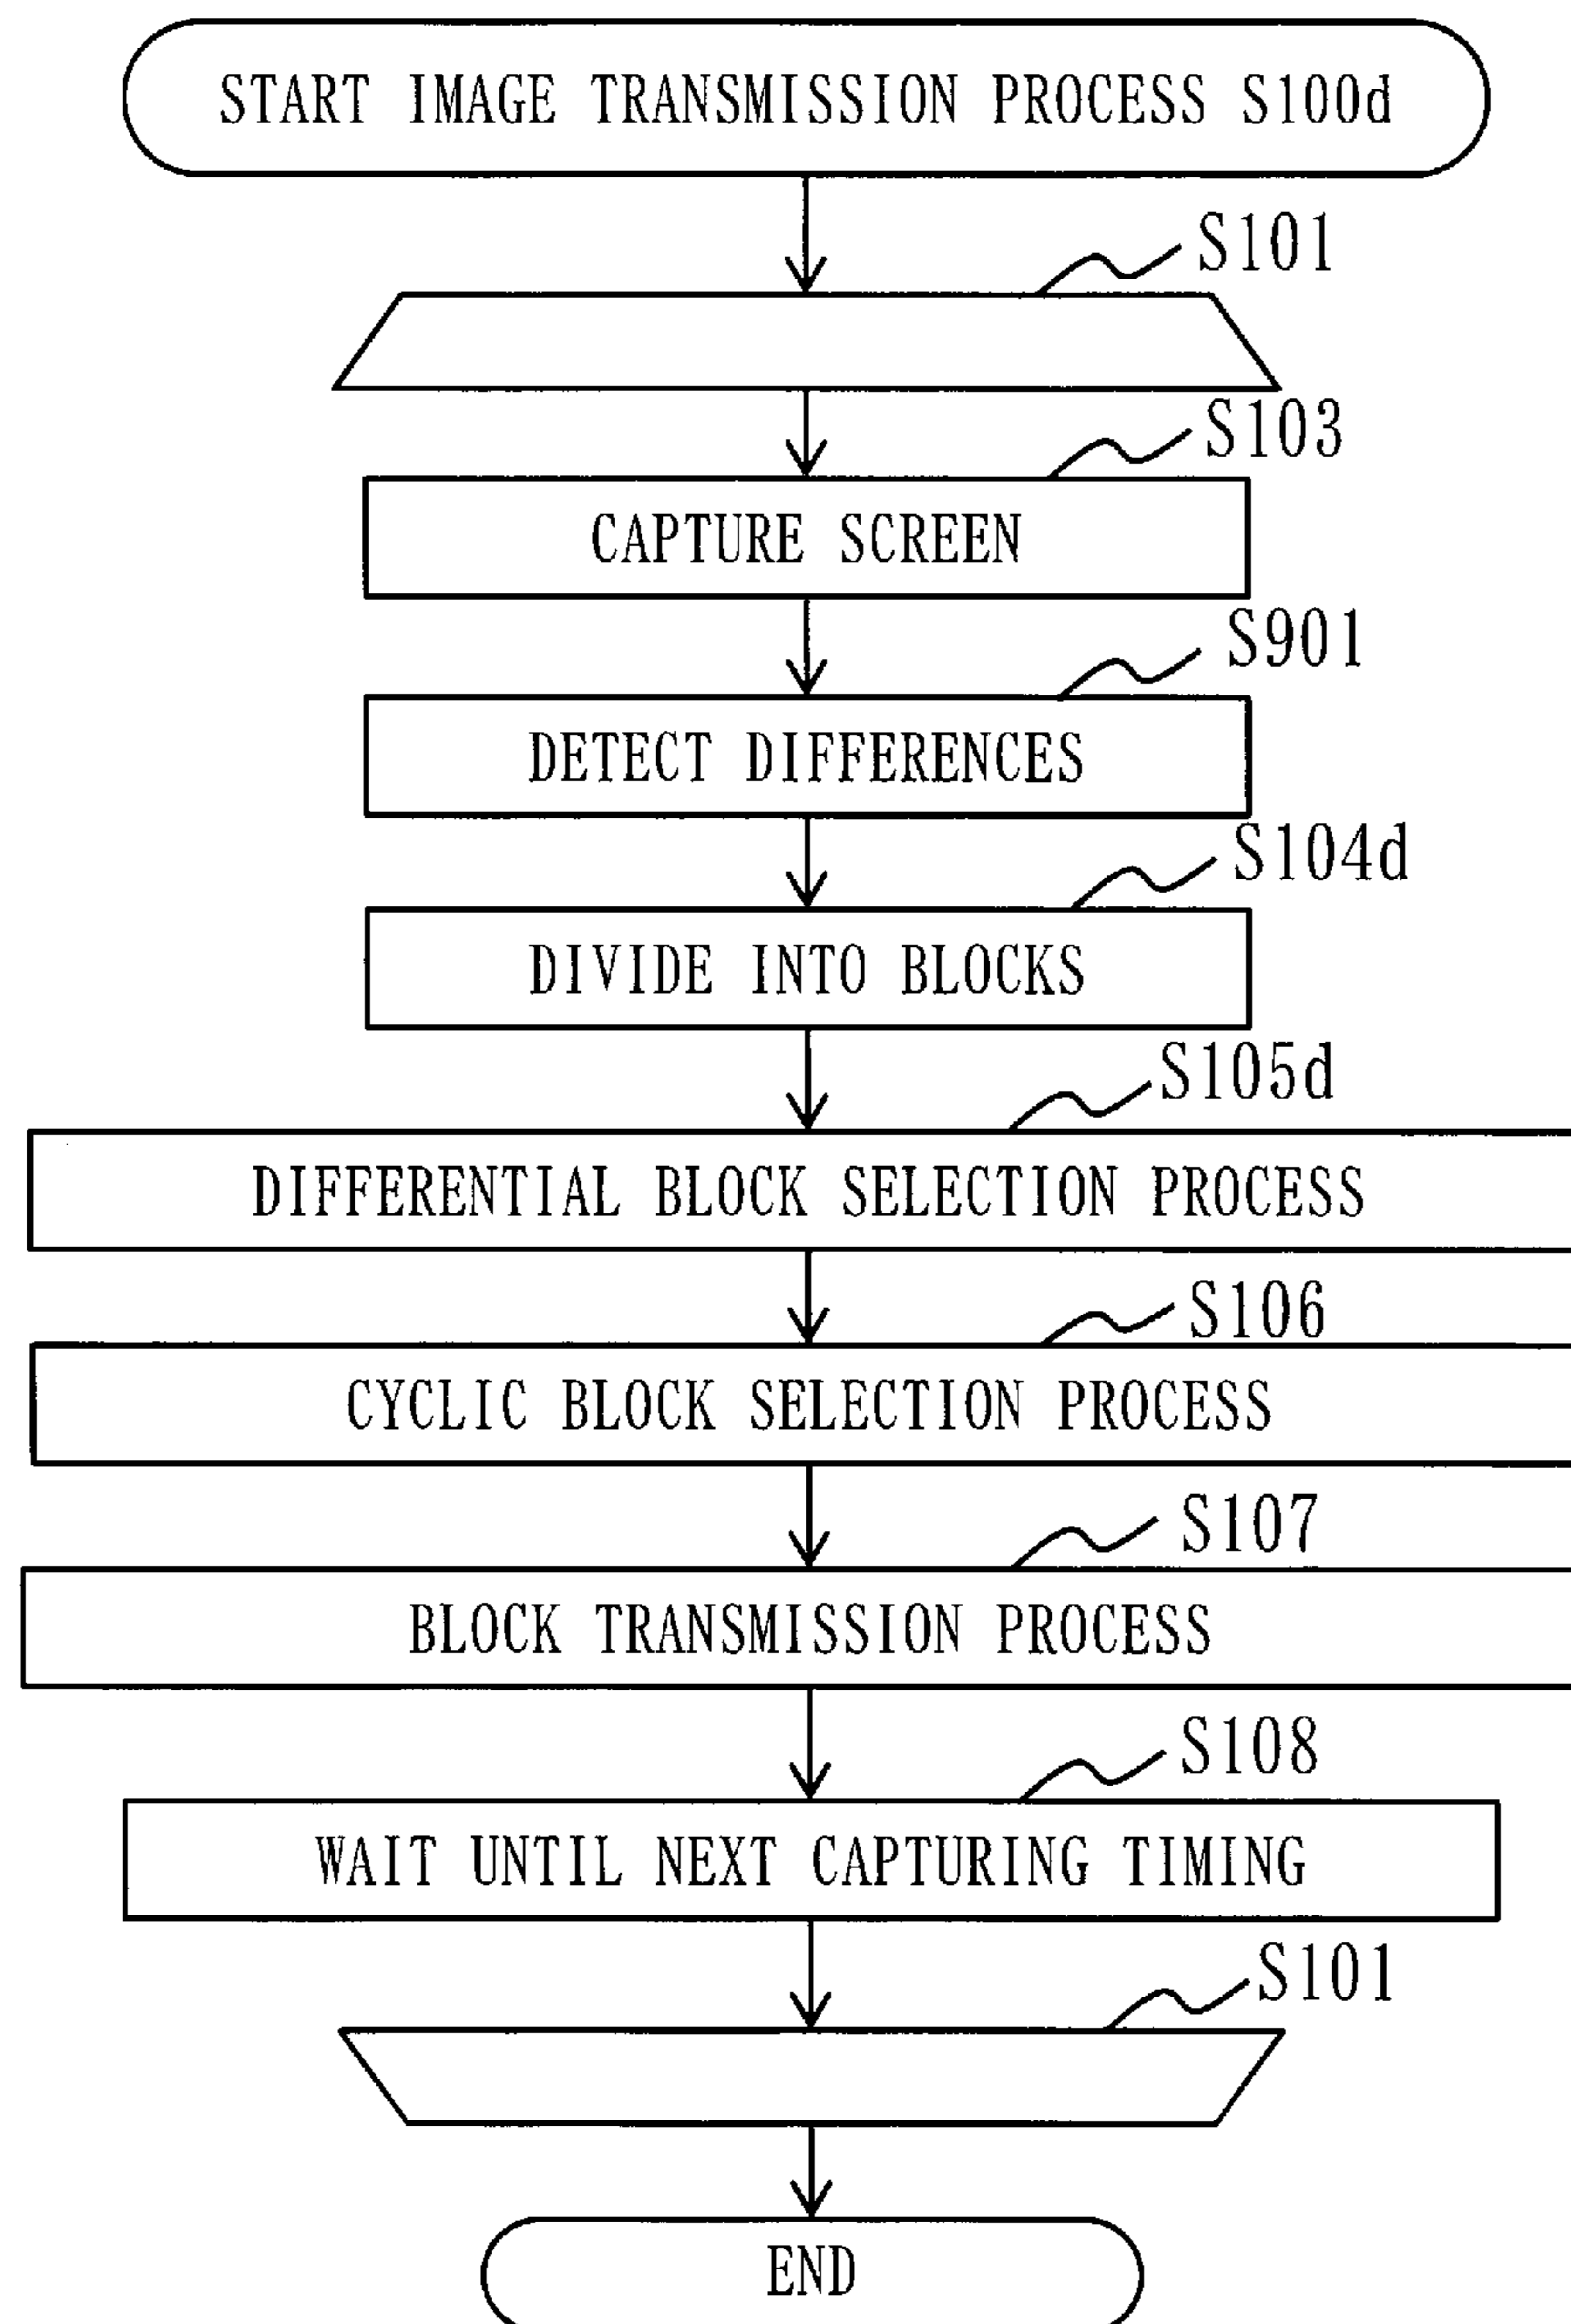 START IMAGE TRANSMISSION PROCESS S100d
S101
S103
CAPTURE SCREEN
S901
DETECT DIFFERENCES
S104d
DIVIDE INTO BLOCKS
S105d
DIFFERENTIAL BLOCK SELECTION PROCESS
S106
CYCLIC BLOCK SELECTION PROCESS
S107
BLOCK TRANSMISSION PROCESS
S108
WAIT UNTIL NEXT CAPTURING TIMING
S101
END